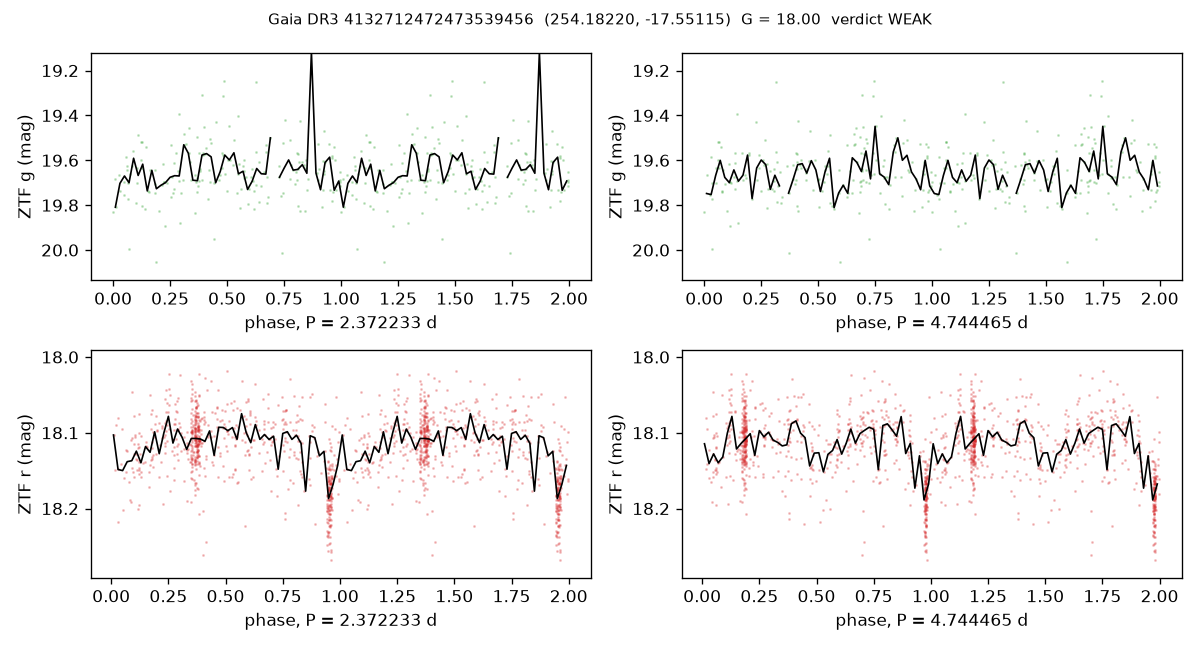 Gaia DR3 4132712472473539456 (254.18220, -17.55115) G = 18.00 verdict WEAK
ZTF g (mag)
19.2
19.4
19.6
19.8
20.0
0.00 0.25 0.50 0.75 1.00 1.25 1.50 1.75 2.00
phase, P = 2.372233 d
ZTF g (mag)
19.2
19.4
19.6
19.8
20.0
0.00 0.25 0.50 0.75 1.00 1.25 1.50 1.75 2.00
phase, P = 4.744465 d
ZTF r (mag)
18.0
18.1
18.2
0.00 0.25 0.50 0.75 1.00 1.25 1.50 1.75 2.00
phase, P = 2.372233 d
ZTF r (mag)
18.0
18.1
18.2
0.00 0.25 0.50 0.75 1.00 1.25 1.50 1.75 2.00
phase, P = 4.744465 d